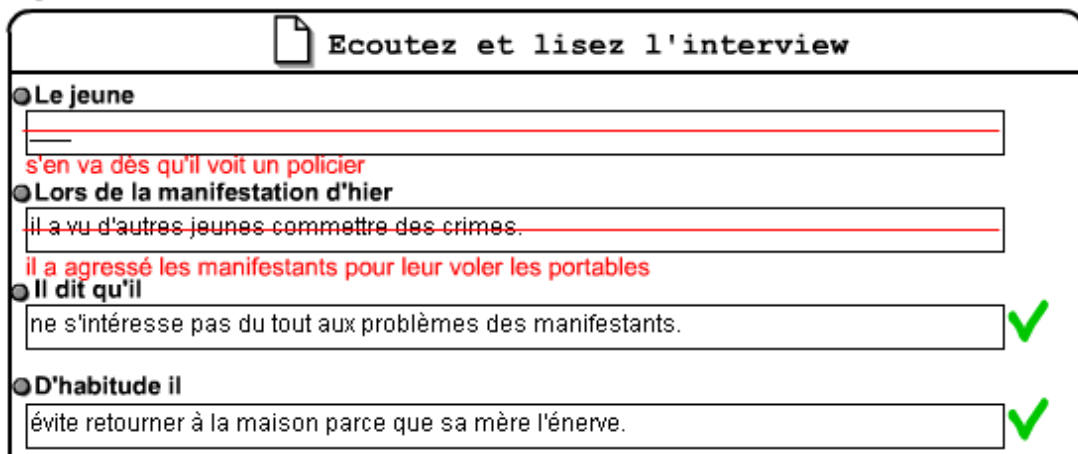 Ecoutez et lisez l'interview
Le jeune
___
s'en va dès qu'il voit un policier
Lors de la manifestation d'hier
il a vu d'autres jeunes commettre des crimes.
il a agressé les manifestants pour leur voler les portables
Il dit qu'il
ne s'intéresse pas du tout aux problèmes des manifestants.
D'habitude il
évite retourner à la maison parce que sa mère l'énerve.